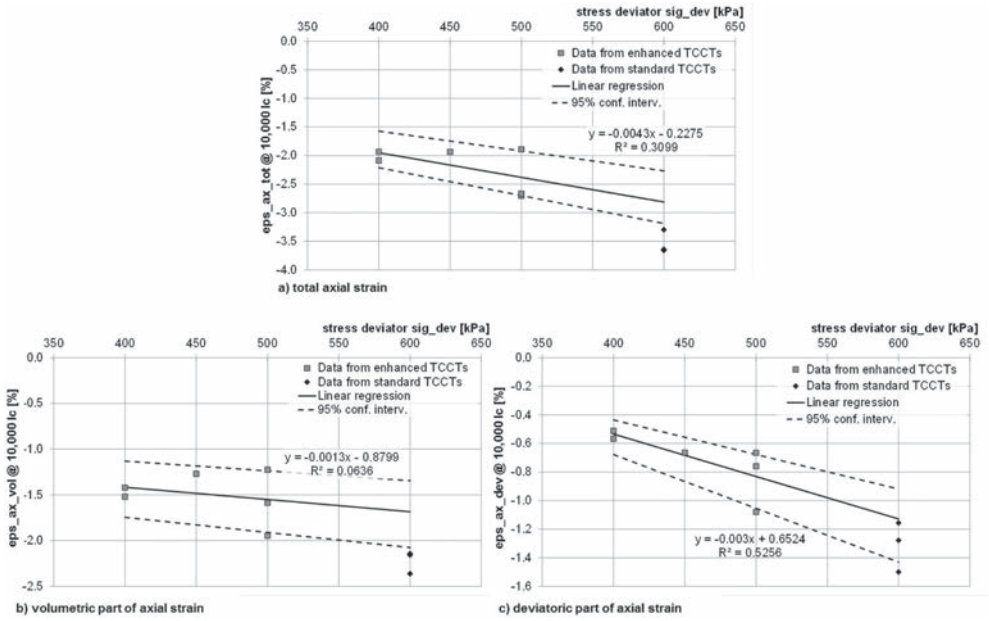 stress deviator sig_dev [kPa]
350 400 450 500 550 600 650
0.0
-0.5
-1.0
-1.5
-2.0
-2.5
-3.0
-3.5
-4.0
eps_ax_tot @ 10,000 lc [%]
Data from enhanced TCCTs
Data from standard TCCTs
Linear regression
95% conf. interv.
y = -0.0043x - 0.2275
R² = 0.3099
a) total axial strain
stress deviator sig_dev [kPa]
350 400 450 500 550 600 650
0.0
-0.5
-1.0
-1.5
-2.0
-2.5
eps_ax_vol @ 10,000 lc [%]
Data from enhanced TCCTs
Data from standard TCCTs
Linear regression
95% conf. interv.
y = -0.0013x - 0.8799
R² = 0.0636
b) volumetric part of axial strain
stress deviator sig_dev [kPa]
350 400 450 500 550 600 650
0.0
-0.2
-0.4
-0.6
-0.8
-1.0
-1.2
-1.4
-1.6
eps_ax_dev @ 10,000 lc [%]
Data from enhanced TCCTs
Data from standard TCCTs
Linear regression
95% conf. interv.
y = -0.003x + 0.6524
R² = 0.5256
c) deviatoric part of axial strain